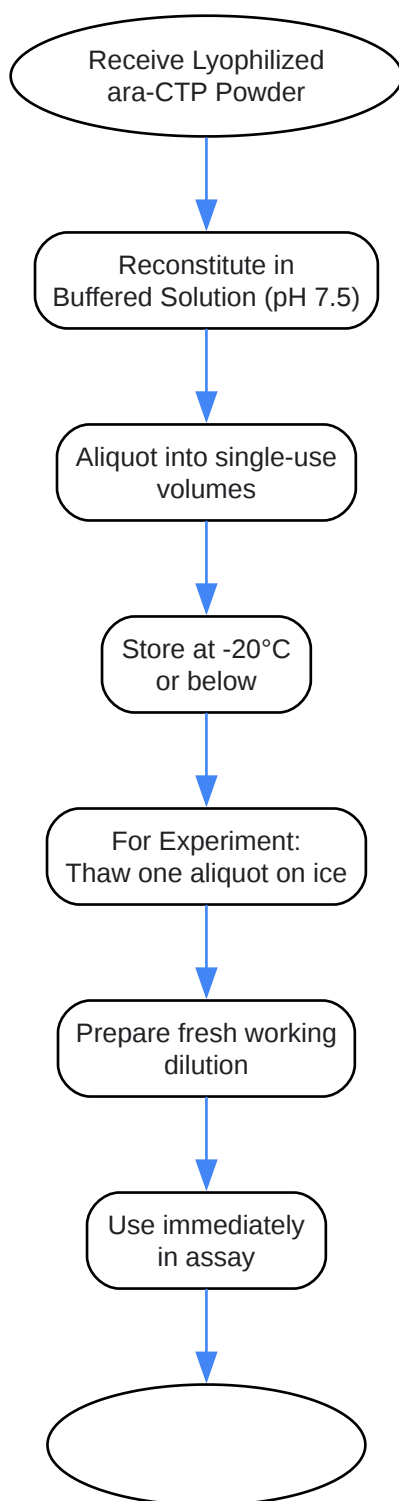 Receive Lyophilized
ara-CTP Powder
Reconstitute in
Buffered Solution (pH 7.5)
Aliquot into single-use
volumes
Store at -20°C
or below
For Experiment:
Thaw one aliquot on ice
Prepare fresh working
dilution
Use immediately
in assay